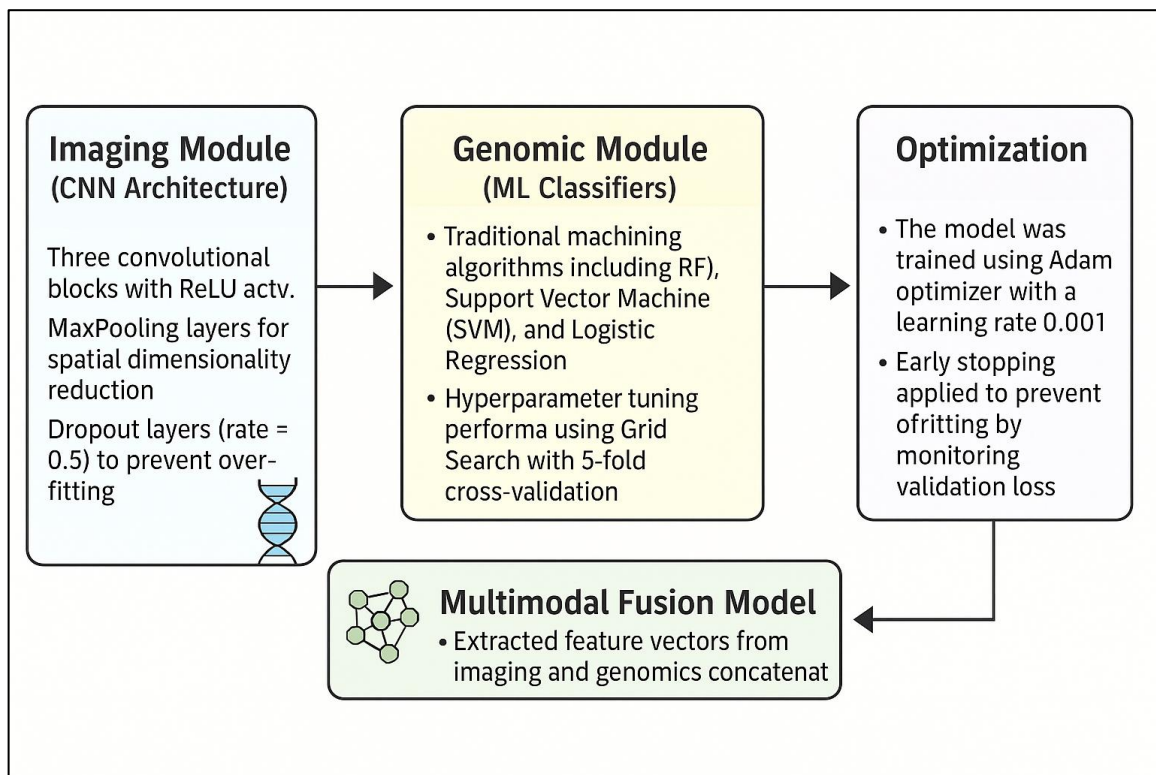 Imaging Module
(CNN Architecture)
Three convolutional
blocks with ReLU actv.
MaxPooling layers for
spatial dimensionality
reduction
Dropout layers (rate =
0.5) to prevent over-
fitting
Genomic Module
(ML Classifiers)
• Traditional machining
algorithms including RF),
Support Vector Machine
(SVM), and Logistic
Regression
• Hyperparameter tuning
performa using Grid
Search with 5-fold
cross-validation
Optimization
• The model was
trained using Adam
optimizer with a
learning rate 0.001
• Early stopping
applied to prevent
ofritting by
monitoring
validation loss
Multimodal Fusion Model
• Extracted feature vectors from
imaging and genomics concatenat